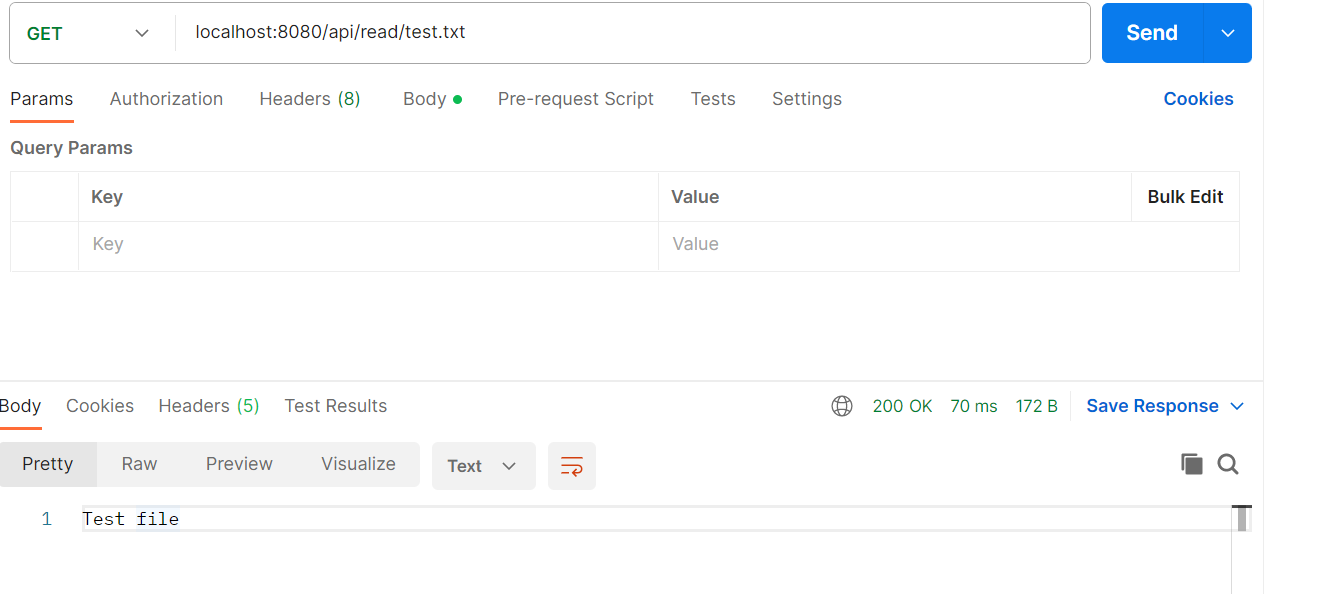 GET localhost:8080/api/read/test.txt Send
Params Authorization Headers (8) Body Pre-request Script Tests Settings Cookies
Query Params
Key Value Bulk Edit
Key Value
Body Cookies Headers (5) Test Results 200 OK 70 ms 172 B Save Response
Pretty Raw Preview Visualize Text
1 Test file